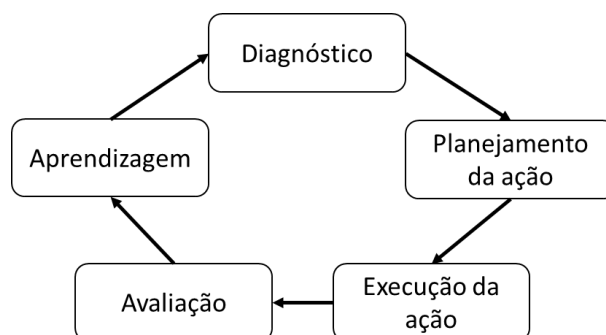 Diagnóstico
Planejamento
da ação
Execução da
ação
Avaliação
Aprendizagem